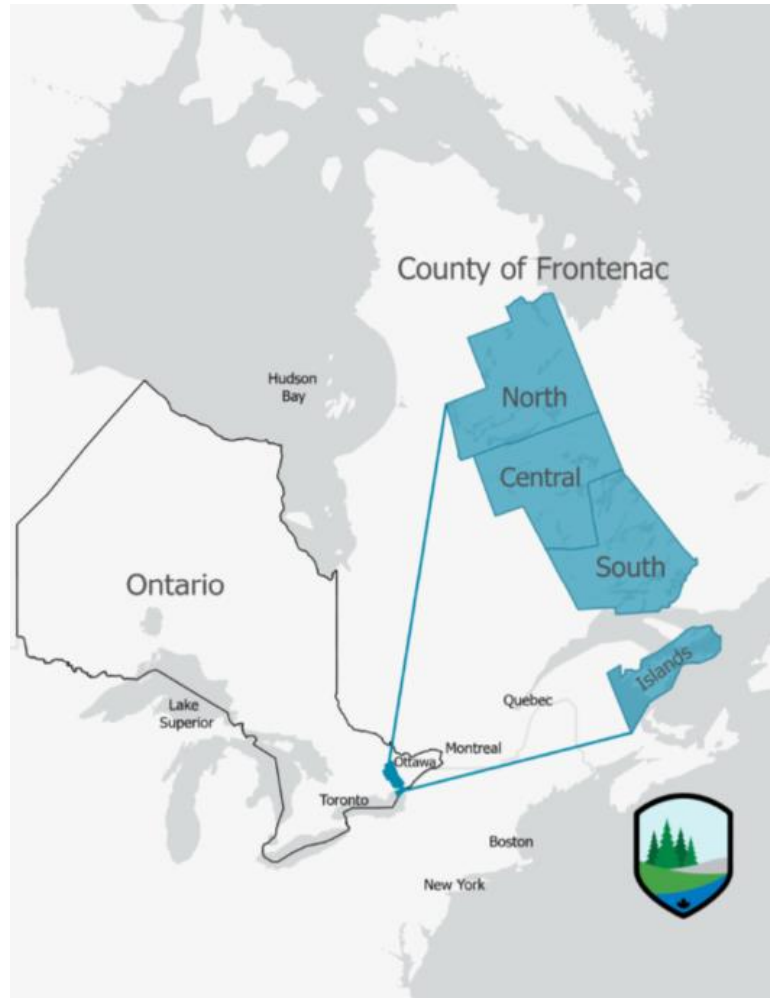 County of Frontenac
Hudson
Bay
North
Central
South
Ontario
Islands
Lake
Superior
Quebec
Montreal
Ottawa
Toronto
Boston
New York